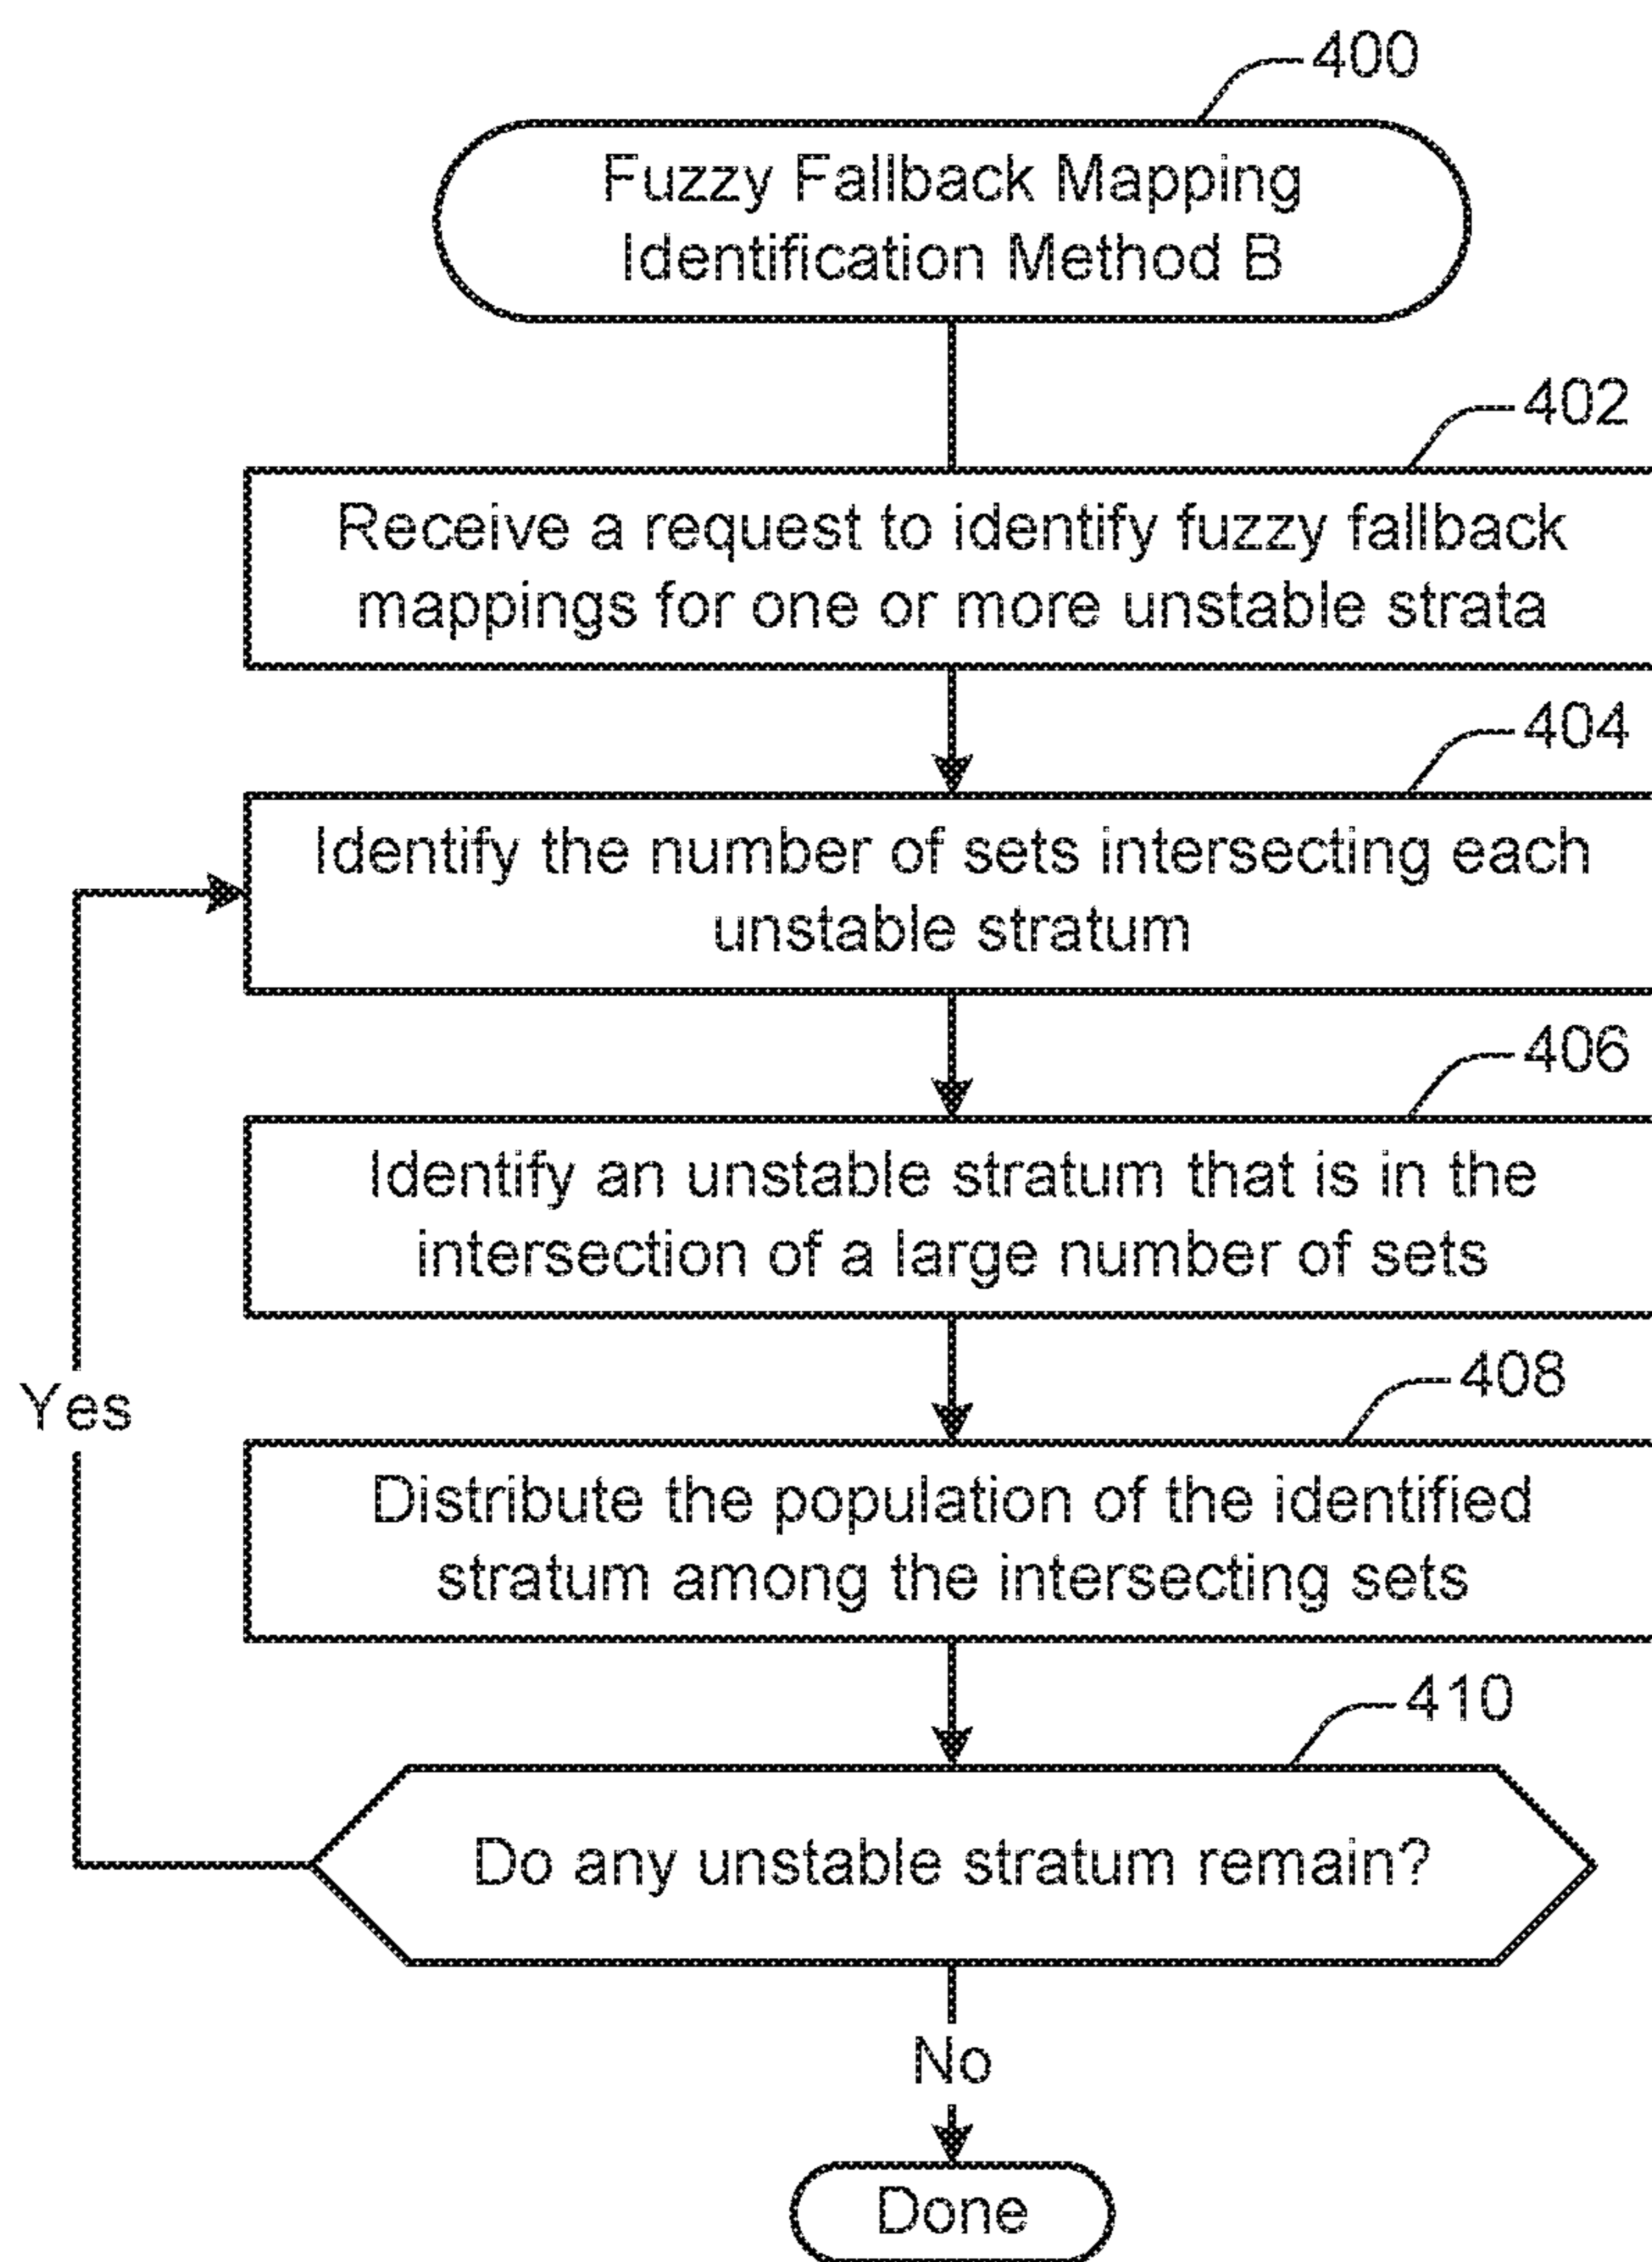 400
Fuzzy Fallback Mapping
Identification Method B
402
Receive a request to identify fuzzy fallback
mappings for one or more unstable strata
404
Identify the number of sets intersecting each
unstable stratum
406
Identify an unstable stratum that is in the
intersection of a large number of sets
Yes
408
Distribute the population of the identified
stratum among the intersecting sets
410
Do any unstable stratum remain?
No
Done